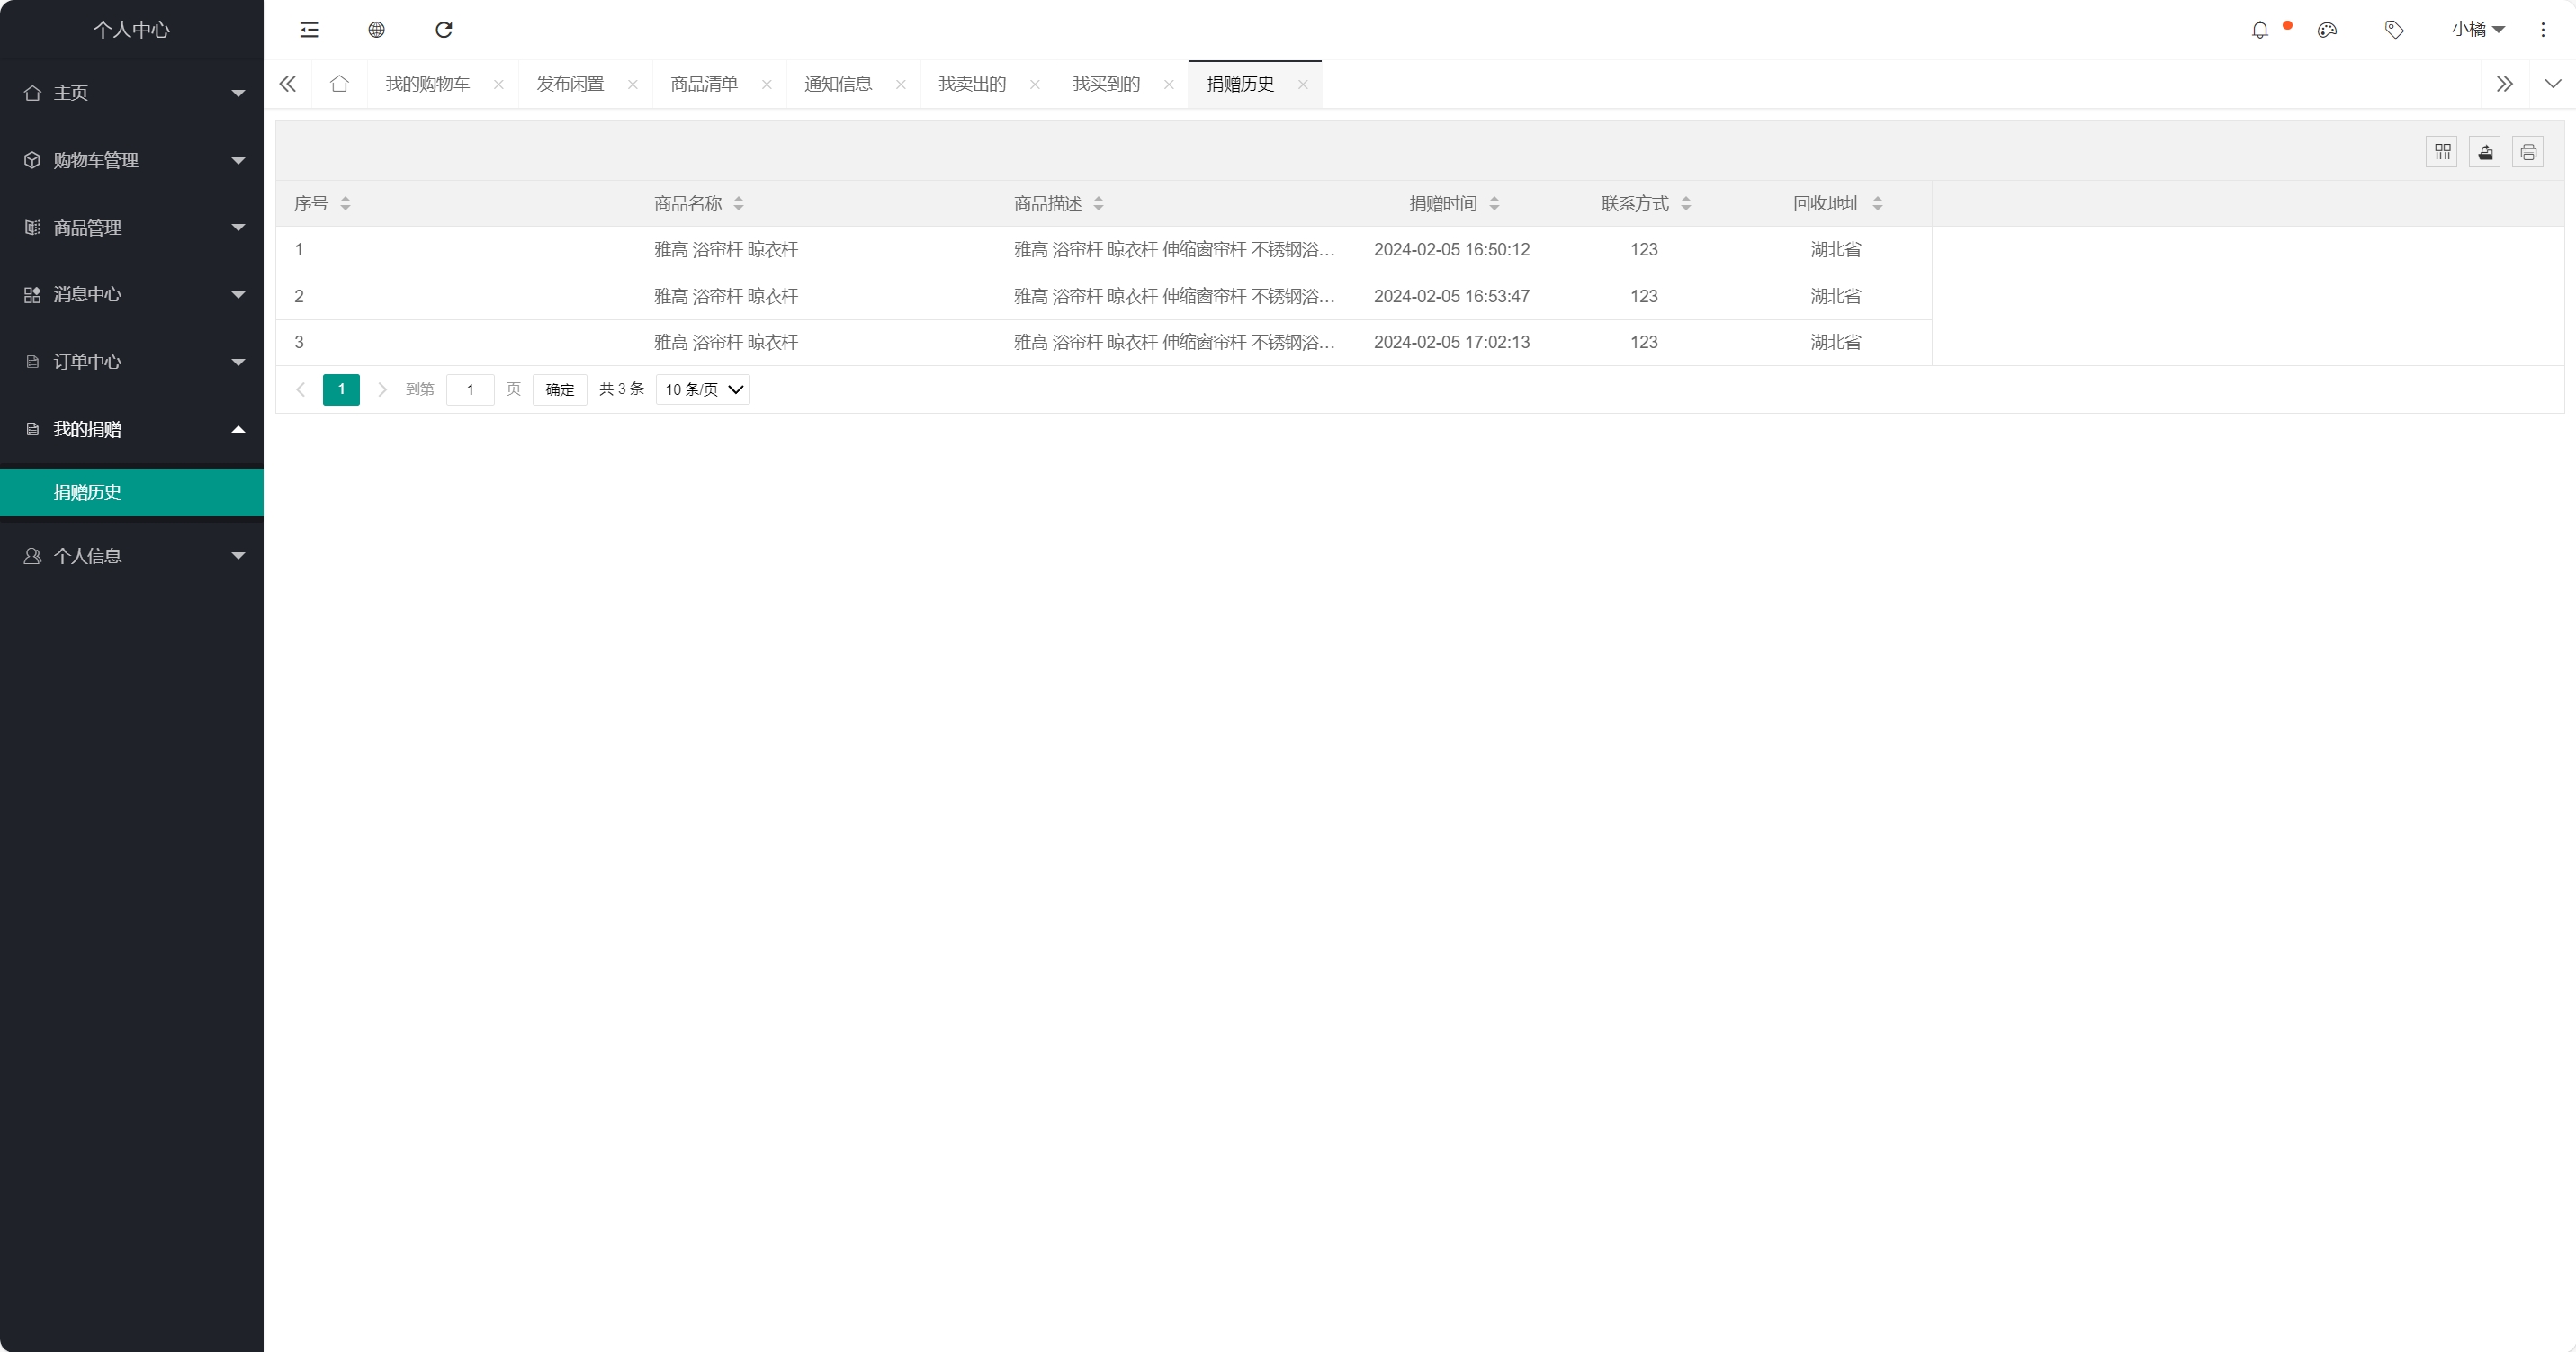 个人中心
小橘
主页
购物车管理
商品管理
消息中心
订单中心
我的捐赠
捐赠历史
个人信息
我的购物车 发布闲置 商品清单 通知信息 我卖出的 我买到的 捐赠历史
序号 商品名称 商品描述 捐赠时间 联系方式 回收地址
1 雅高 浴帘杆 晾衣杆 雅高 浴帘杆 晾衣杆 伸缩窗帘杆 不锈钢浴... 2024-02-05 16:50:12 123 湖北省
2 雅高 浴帘杆 晾衣杆 雅高 浴帘杆 晾衣杆 伸缩窗帘杆 不锈钢浴... 2024-02-05 16:53:47 123 湖北省
3 雅高 浴帘杆 晾衣杆 雅高 浴帘杆 晾衣杆 伸缩窗帘杆 不锈钢浴... 2024-02-05 17:02:13 123 湖北省
1 到第 1 页 确定 共 3 条 10 条/页